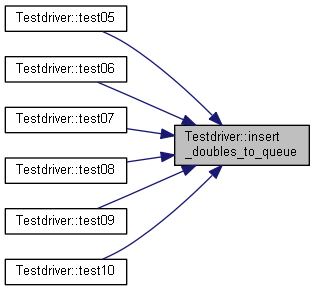 Testdriver::test05
Testdriver::test06
Testdriver::test07
Testdriver::insert
_doubles_to_queue
Testdriver::test08
Testdriver::test09
Testdriver::test10